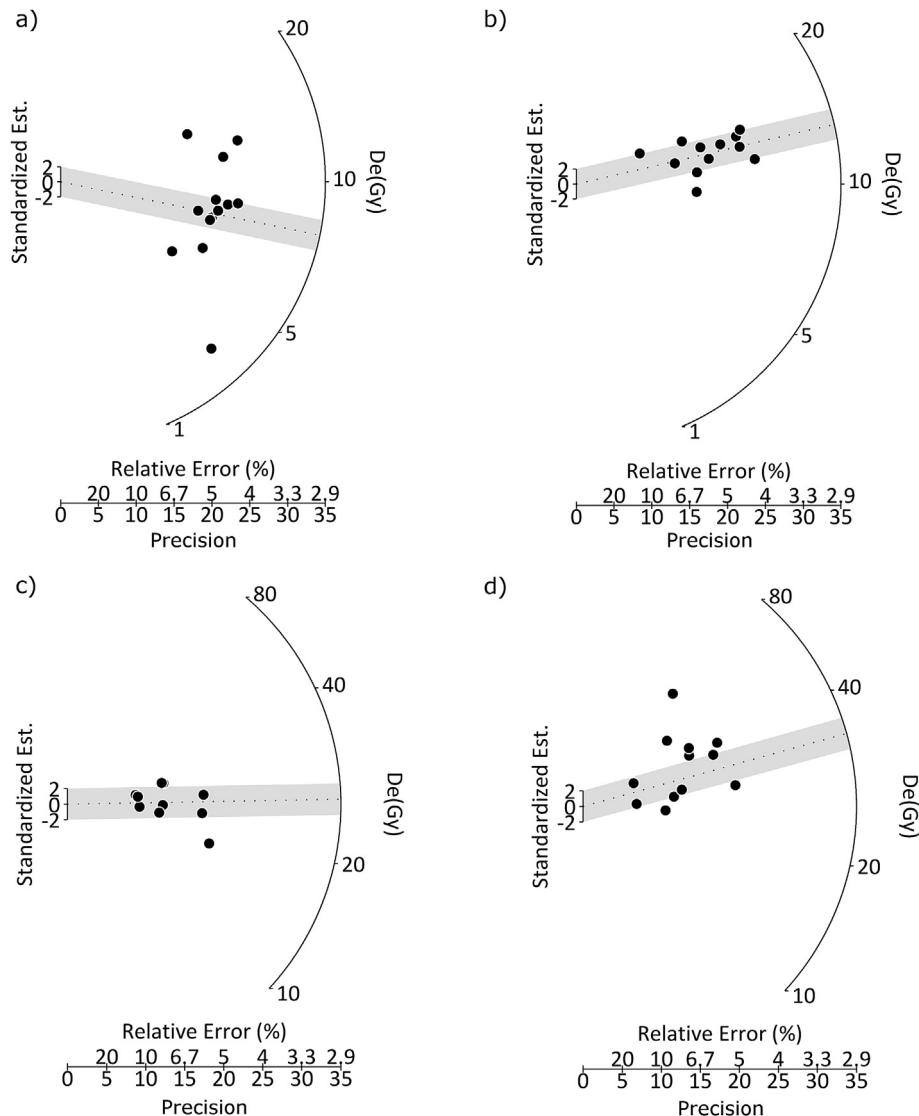 a)
20
Standardized Est.
2
0
-2
10
De(Gy)
5
1
Relative Error (%)
20 10 6,7 5 4 3,3 2,9
0 5 10 15 20 25 30 35
Precision
b)
20
Standardized Est.
2
0
-2
10
De(Gy)
5
1
Relative Error (%)
20 10 6,7 5 4 3,3 2,9
0 5 10 15 20 25 30 35
Precision
c)
80
40
Standardized Est.
2
0
-2
De(Gy)
20
10
Relative Error (%)
20 10 6,7 5 4 3,3 2,9
0 5 10 15 20 25 30 35
Precision
d)
80
40
Standardized Est.
2
0
-2
De(Gy)
20
10
Relative Error (%)
20 10 6,7 5 4 3,3 2,9
0 5 10 15 20 25 30 35
Precision